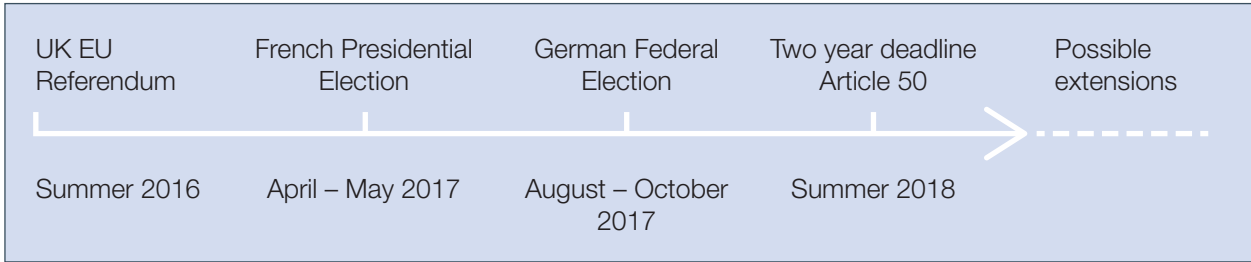 UK EU
Referendum
French Presidential
Election
German Federal
Election
Two year deadline
Article 50
Possible
extensions
Summer 2016
April – May 2017
August – October
2017
Summer 2018